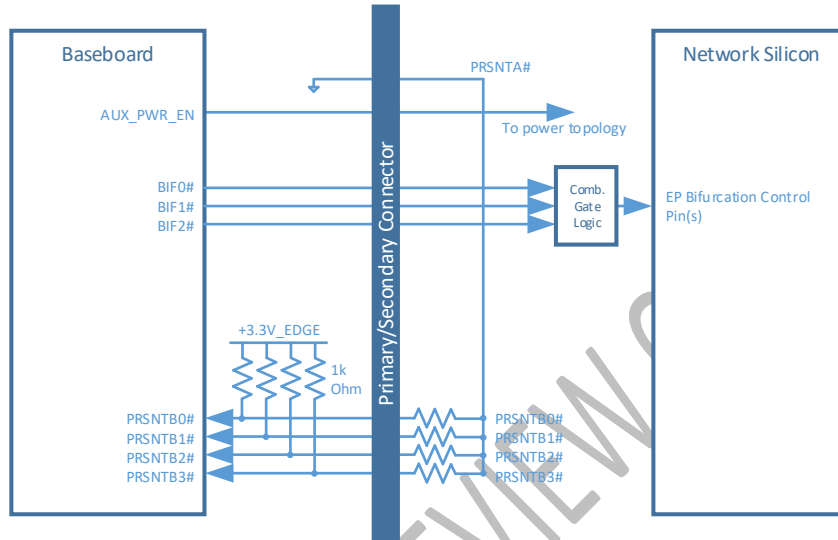 Baseboard
Network Silicon
PRSNTA#
AUX_PWR_EN
To power topology
BIF0#
BIF1#
BIF2#
Comb.
Gate
Logic
EP Bifurcation Control
Pin(s)
Primary/Secondary Connector
+3.3V_EDGE
1k
Ohm
PRSNTB0#
PRSNTB1#
PRSNTB2#
PRSNTB3#
PRSNTB0#
PRSNTB1#
PRSNTB2#
PRSNTB3#